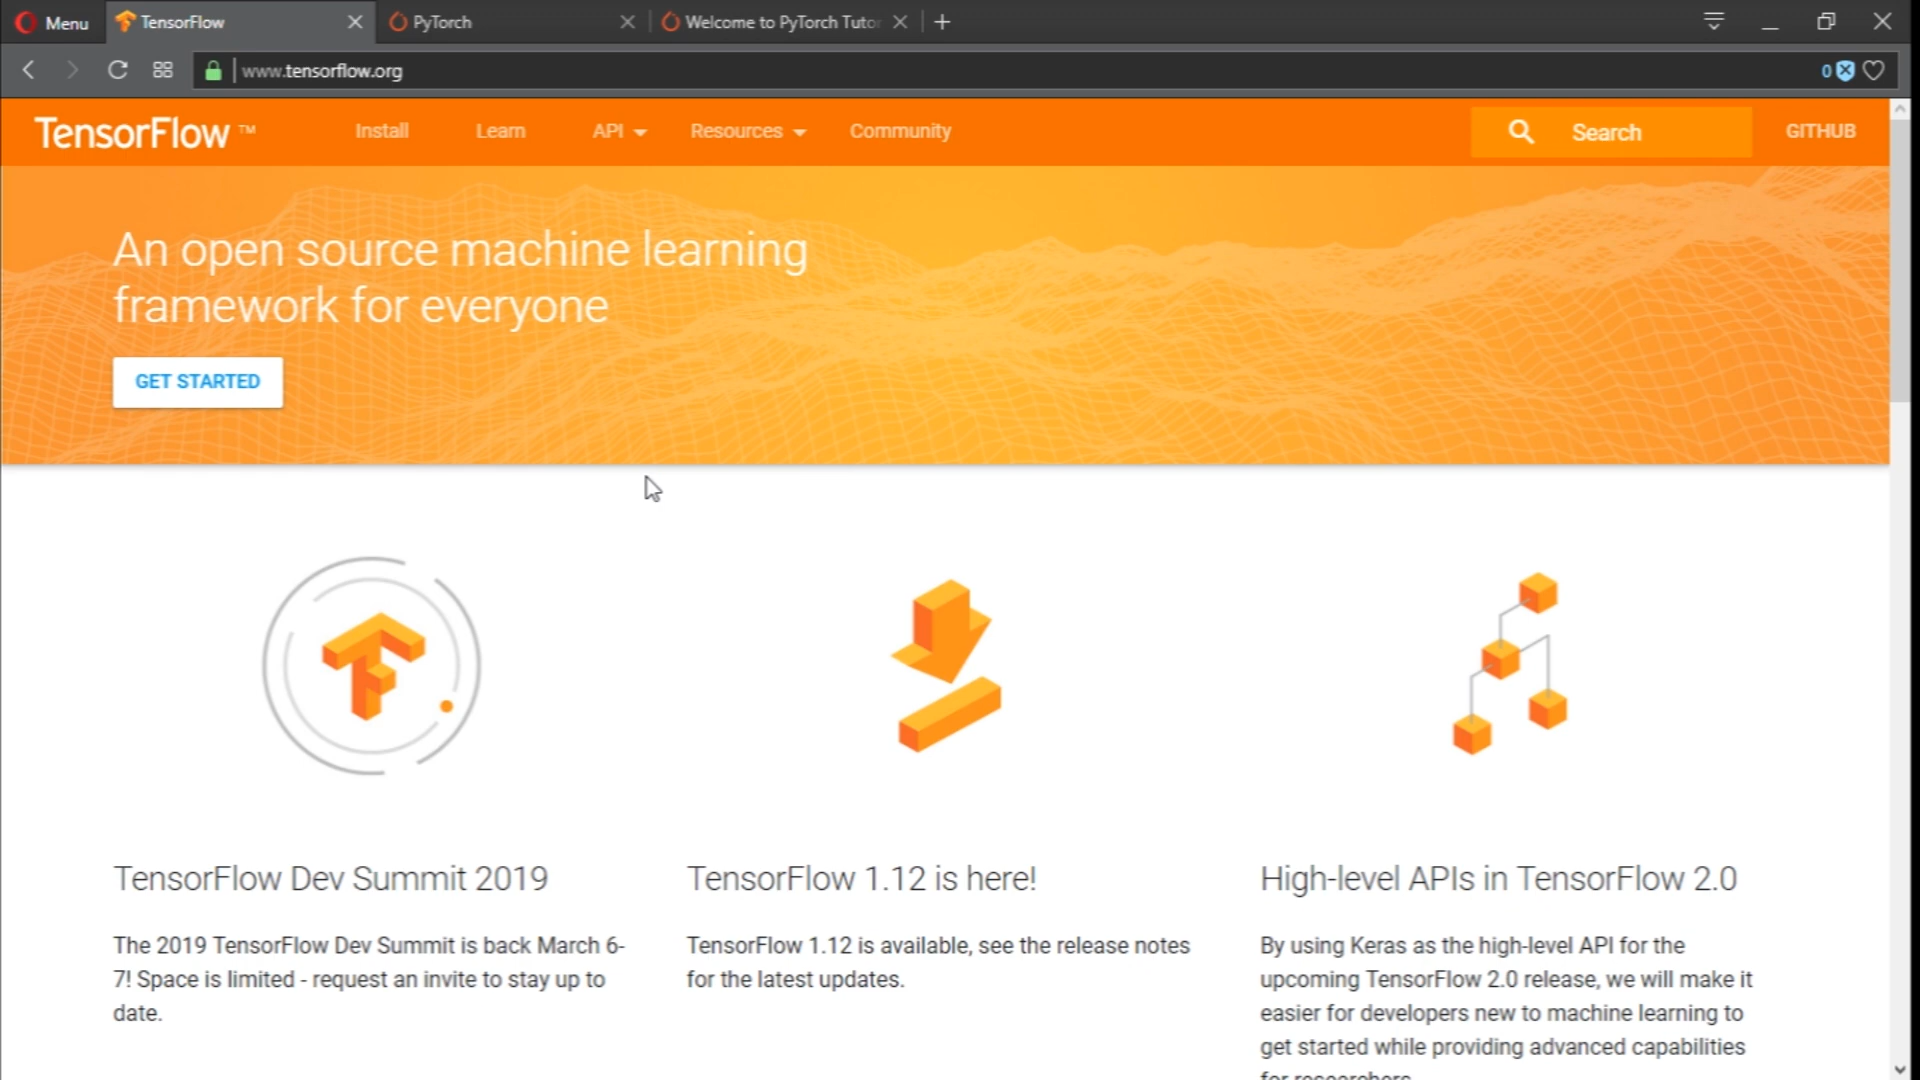 Menu
TensorFlow
PyTorch
Welcome to PyTorch Tutor
www.tensorflow.org
0
TensorFlow ™
Install
Learn
API
Resources
Community
Search
GITHUB
An open source machine learning
framework for everyone
GET STARTED
TensorFlow Dev Summit 2019
The 2019 TensorFlow Dev Summit is back March 6-
7! Space is limited - request an invite to stay up to
date.
TensorFlow 1.12 is here!
TensorFlow 1.12 is available, see the release notes
for the latest updates.
High-level APIs in TensorFlow 2.0
By using Keras as the high-level API for the
upcoming TensorFlow 2.0 release, we will make it
easier for developers new to machine learning to
get started while providing advanced capabilities
for researchers.